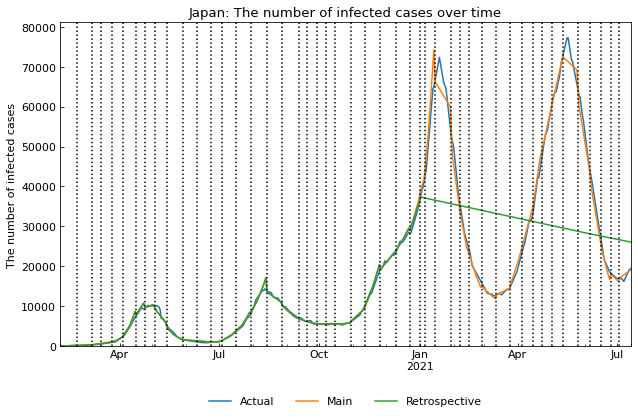 Japan: The number of infected cases over time
The number of infected cases
80000
70000
60000
50000
40000
30000
20000
10000
0
Apr Jul Oct Jan Apr Jul
2021
Actual Main Retrospective